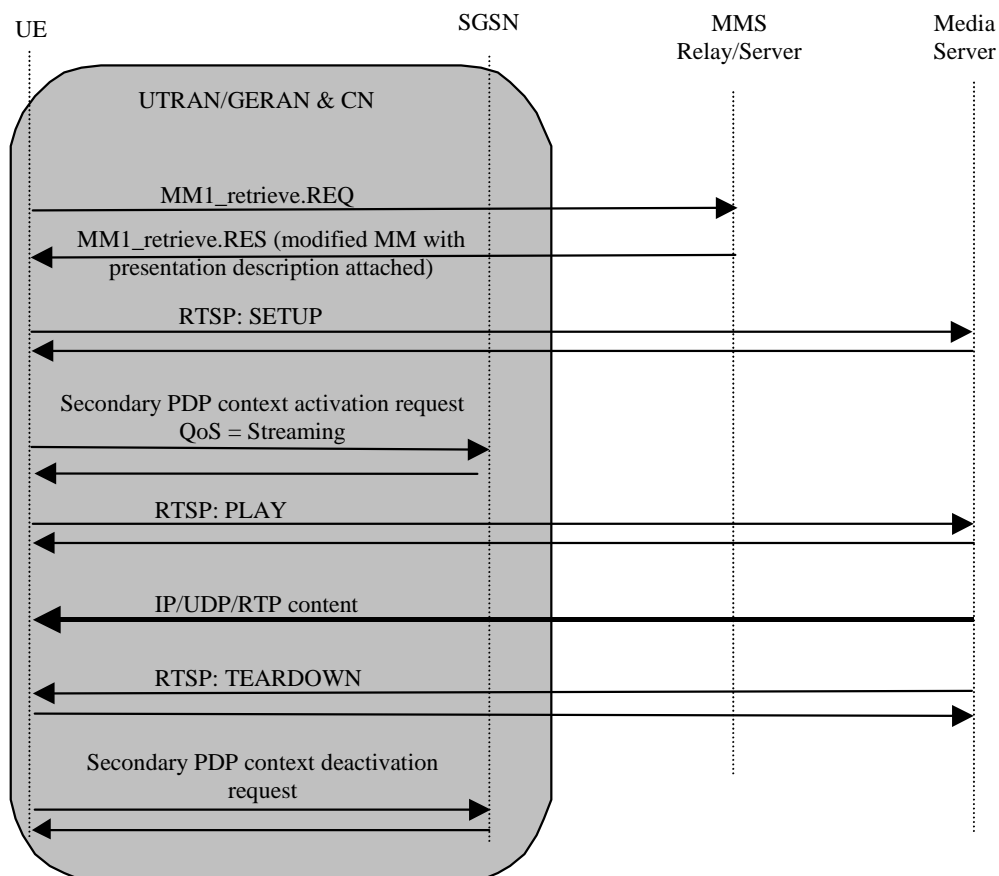 UE
SGSN
MMS
Relay/Server
Media
Server
UTRAN/GERAN & CN
MM1_retrieve.REQ
MM1_retrieve.RES (modified MM with
presentation description attached)
RTSP: SETUP
Secondary PDP context activation request
QoS = Streaming
RTSP: PLAY
IP/UDP/RTP content
RTSP: TEARDOWN
Secondary PDP context deactivation
request